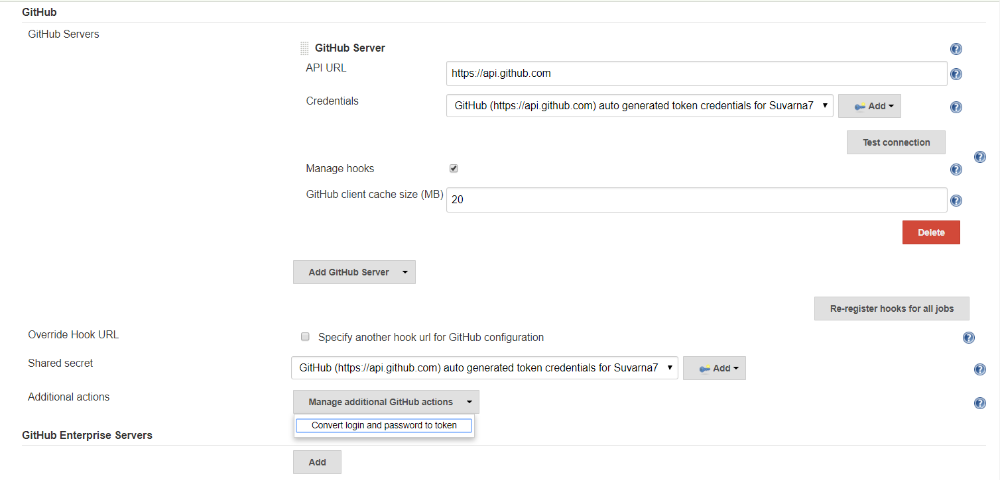 GitHub
GitHub Servers
GitHub Server
API URL
https://api.github.com
Credentials
GitHub (https://api.github.com) auto generated token credentials for Suvarna7
Add
Test connection
Manage hooks
GitHub client cache size (MB)
20
Delete
Add GitHub Server
Re-register hooks for all jobs
Override Hook URL
Specify another hook url for GitHub configuration
Shared secret
GitHub (https://api.github.com) auto generated token credentials for Suvarna7
Add
Additional actions
Manage additional GitHub actions
Convert login and password to token
GitHub Enterprise Servers
Add